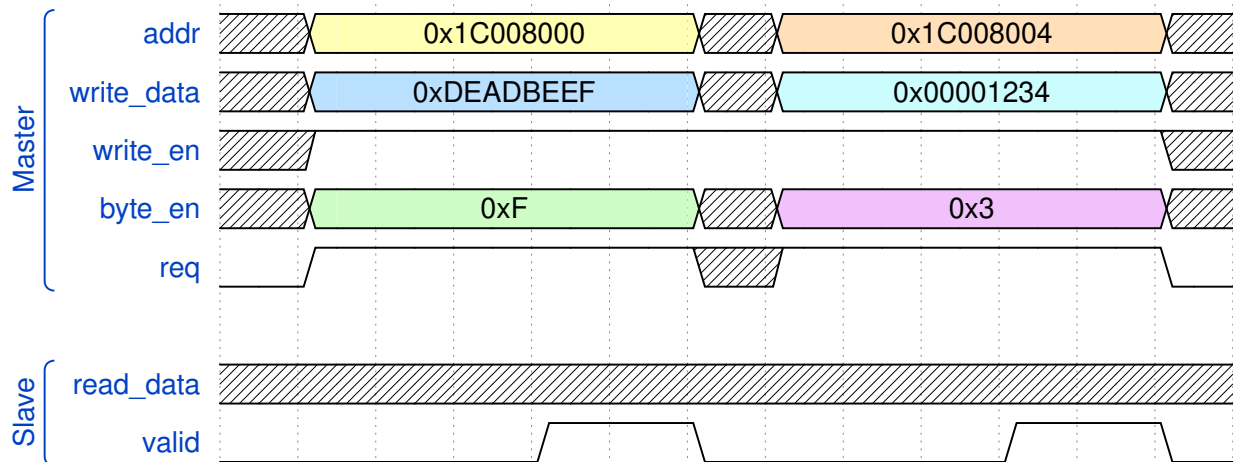 Master
addr 0x1C008000 0x1C008004
write_data 0xDEADBEEF 0x00001234
write_en
byte_en 0xF 0x3
req
Slave
read_data
valid